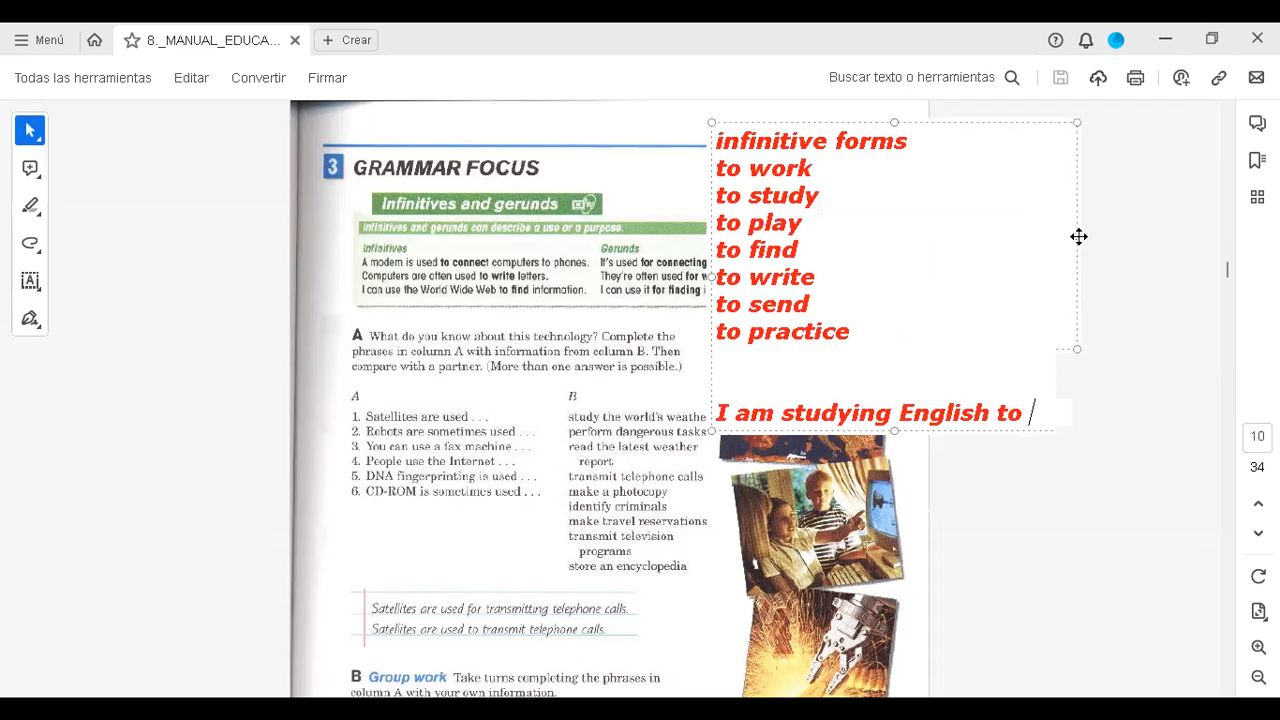 Menú
8._MANUAL_EDUCA...
Crear
Todas las herramientas
Editar
Convertir
Firmar
Buscar texto o herramientas
3 GRAMMAR FOCUS
Infinitives and gerunds
Infinitives and gerunds can describe a use or a purpose.
Infinitives
A modem is used to connect computers to phones.
Computers are often used to write letters.
I can use the World Wide Web to find information.
Gerunds
It's used for connecting
They're often used for w
I can use it for finding i
infinitive forms
to work
to study
to play
to find
to write
to send
to practice
I am studying English to
A What do you know about this technology? Complete the
phrases in column A with information from column B. Then
compare with a partner. (More than one answer is possible.)
A
1. Satellites are used . . .
2. Robots are sometimes used . . .
3. You can use a fax machine . . .
4. People use the Internet . . .
5. DNA fingerprinting is used . . .
6. CD-ROM is sometimes used . . .
B
study the world's weathe
perform dangerous tasks
read the latest weather
report
transmit telephone calls
make a photocopy
identify criminals
make travel reservations
transmit television
programs
store an encyclopedia
Satellites are used for transmitting telephone calls.
Satellites are used to transmit telephone calls.
B Group work Take turns completing the phrases in
column A with your own information.
10
34